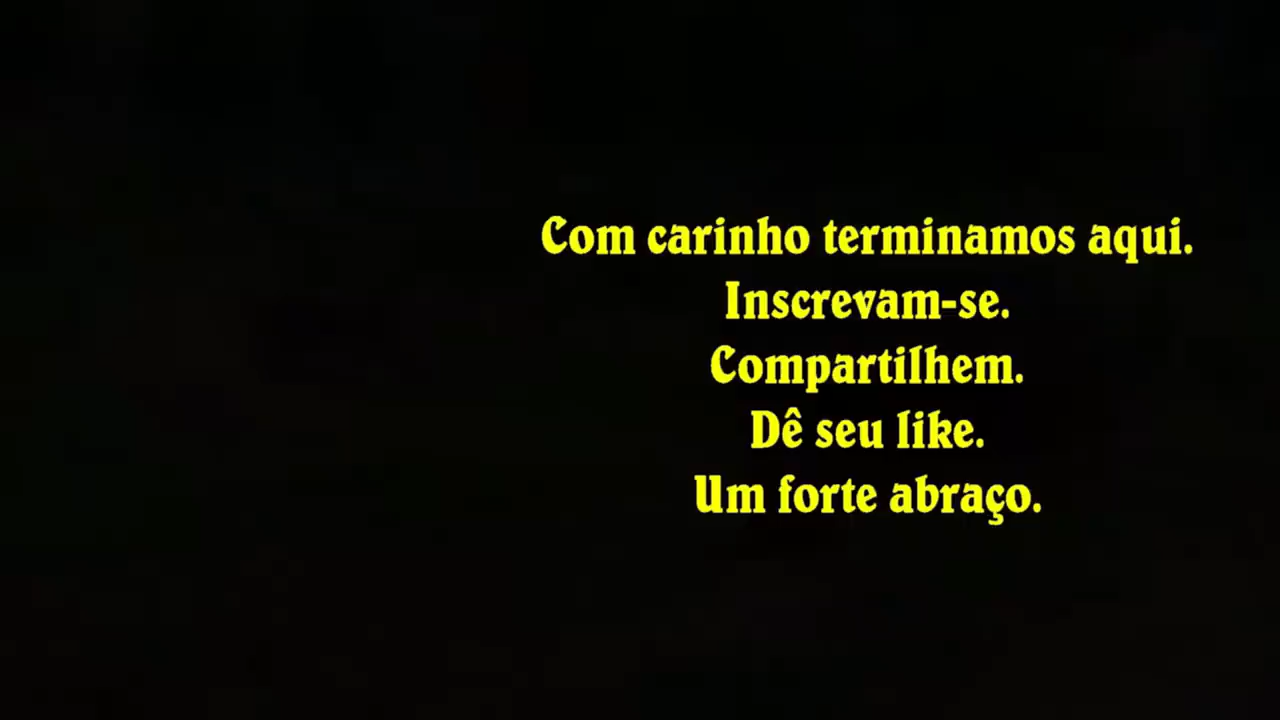 Com carinho terminamos aqui.
Inscrevam-se.
Compartilhem.
Dê seu like.
Um forte abraço.